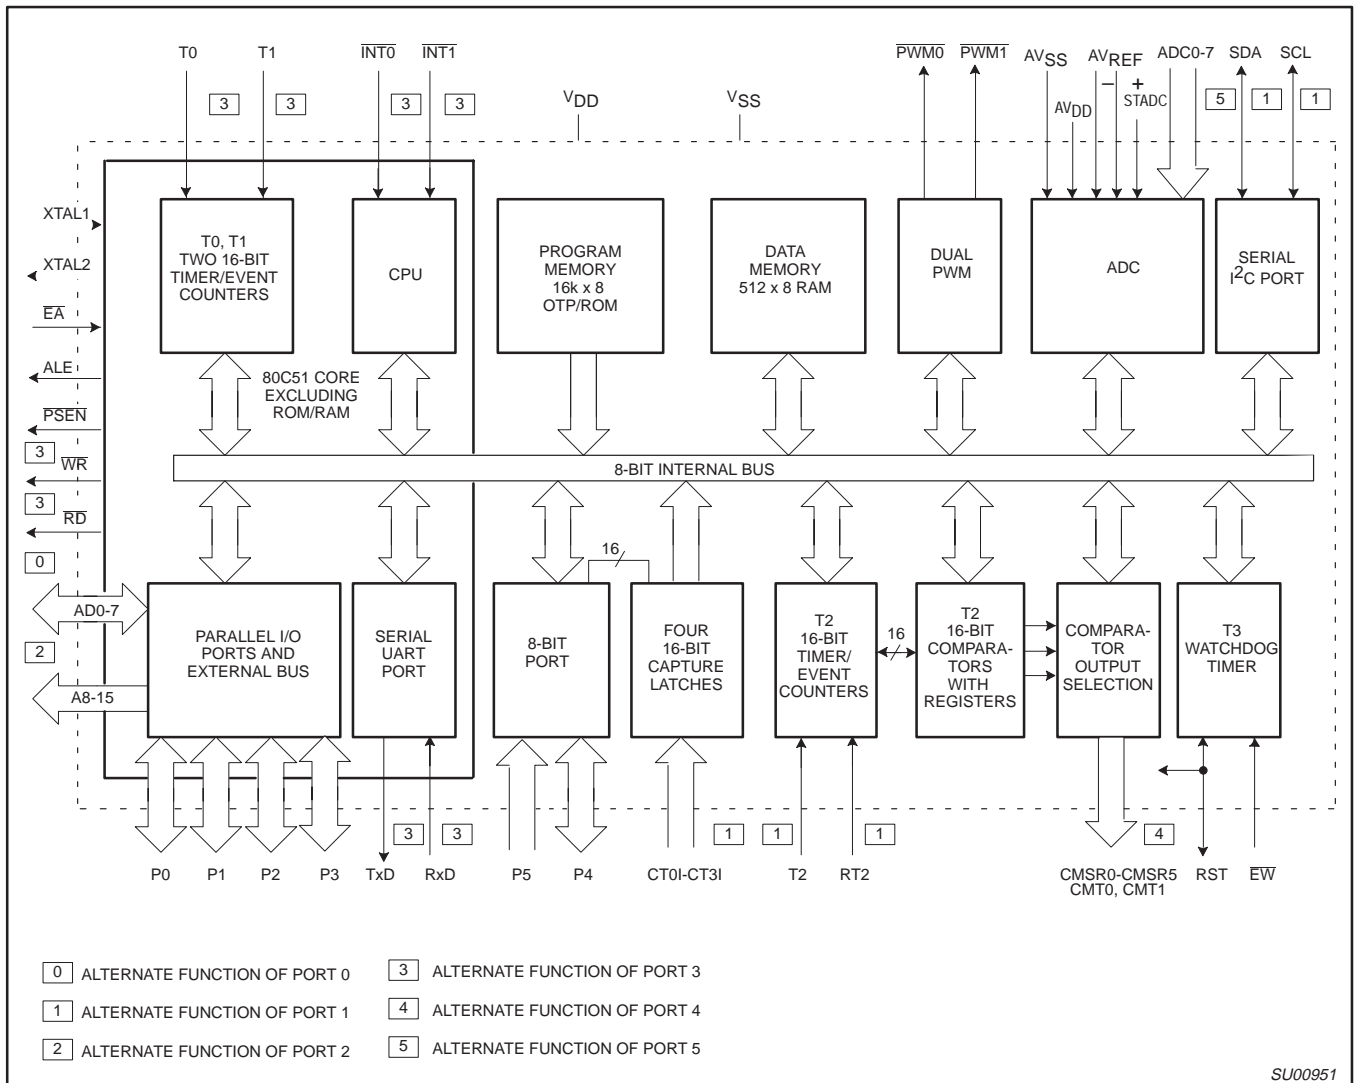 T0
T1
INT0
INT1
PWM0
PWM1
AVSS
AVREF
ADC0-7
SDA
SCL
3
3
3
3
VDD
VSS
AVDD
−
+
STADC
5
1
1
XTAL1
XTAL2
EA
ALE
PSEN
3
WR
3
RD
0
AD0-7
2
A8-15
T0, T1
TWO 16-BIT
TIMER/EVENT
COUNTERS
CPU
PROGRAM
MEMORY
16k x 8
OTP/ROM
DATA
MEMORY
512 x 8 RAM
DUAL
PWM
ADC
SERIAL
I2C PORT
80C51 CORE
EXCLUDING
ROM/RAM
8-BIT INTERNAL BUS
PARALLEL I/O
PORTS AND
EXTERNAL BUS
SERIAL
UART
PORT
8-BIT
PORT
16
FOUR
16-BIT
CAPTURE
LATCHES
T2
16-BIT
TIMER/
EVENT
COUNTERS
16
T2
16-BIT
COMPARA-
TORS
WITH
REGISTERS
COMPARA-
TOR
OUTPUT
SELECTION
T3
WATCHDOG
TIMER
3
3
1
1
1
4
P0
P1
P2
P3
TxD
RxD
P5
P4
CT0I-CT3I
T2
RT2
CMSR0-CMSR5
CMT0, CMT1
RST
EW
0 ALTERNATE FUNCTION OF PORT 0
1 ALTERNATE FUNCTION OF PORT 1
2 ALTERNATE FUNCTION OF PORT 2
3 ALTERNATE FUNCTION OF PORT 3
4 ALTERNATE FUNCTION OF PORT 4
5 ALTERNATE FUNCTION OF PORT 5
SU00951